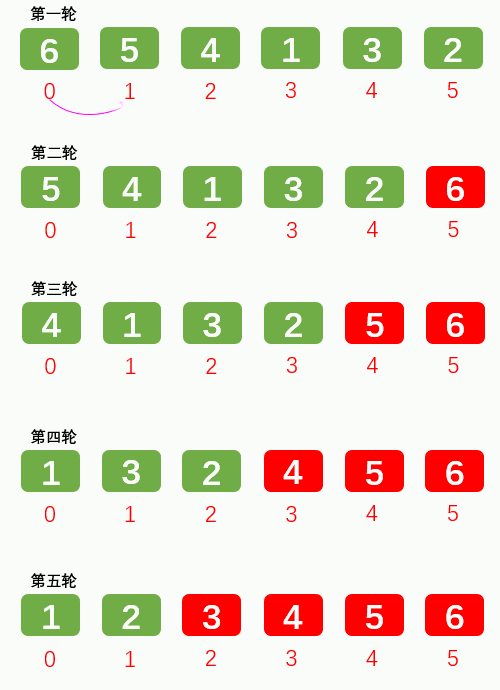 第一轮
6 5 4 1 3 2
0 1 2 3 4 5
第二轮
5 4 1 3 2 6
0 1 2 3 4 5
第三轮
4 1 3 2 5 6
0 1 2 3 4 5
第四轮
1 3 2 4 5 6
0 1 2 3 4 5
第五轮
1 2 3 4 5 6
0 1 2 3 4 5